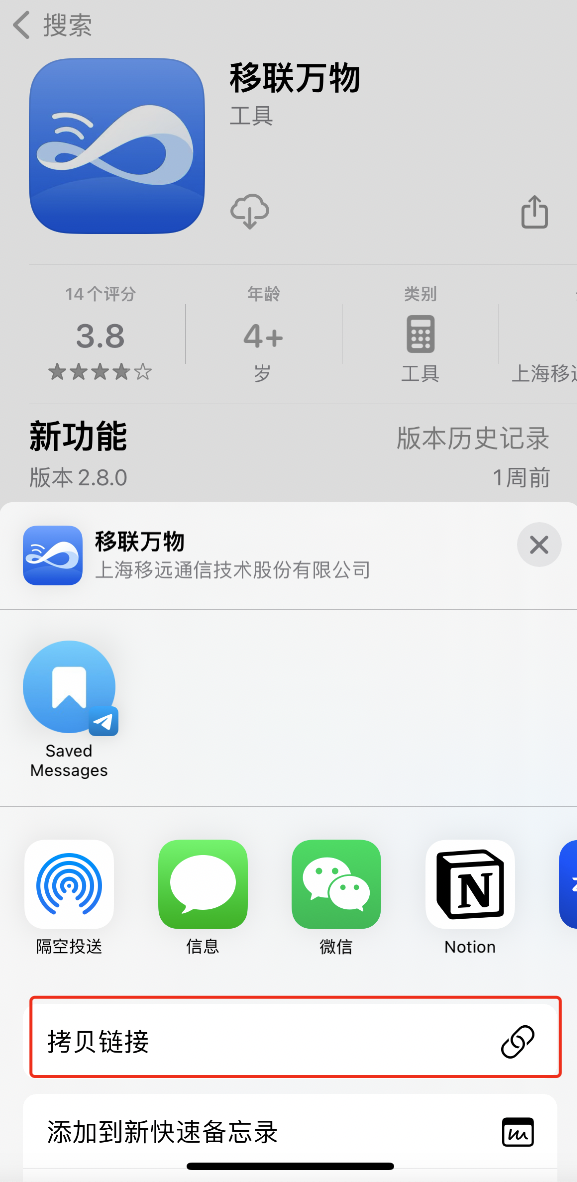 搜索
移联万物
工具
14个评分
3.8
年龄
4+
岁
类别
工具
上海移远
新功能
版本历史记录
版本 2.8.0
1周前
移联万物
上海移远通信技术股份有限公司
Saved
Messages
隔空投送
信息
微信
N
Notion
拷贝链接
添加到新快速备忘录